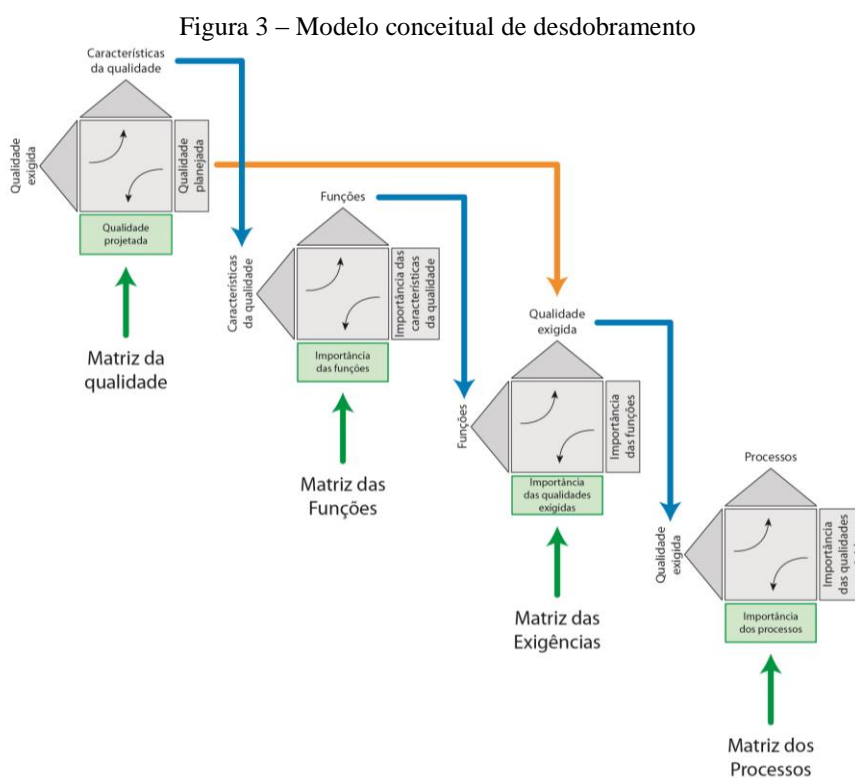 Figura 3 – Modelo conceitual de desdobramento
Características
da qualidade
Qualidade
exigida
Qualidade
planejada
Qualidade
projetada
Matriz da
qualidade
Funções
Características
da qualidade
Importância das
características
da qualidade
Importância
das funções
Matriz das
Funções
Qualidade
exigida
Funções
Importância
das funções
Importância
das qualidades
exigidas
Matriz das
Exigências
Processos
Qualidade
exigida
Importância
das qualidades
Importância
dos processos
Matriz dos
Processos